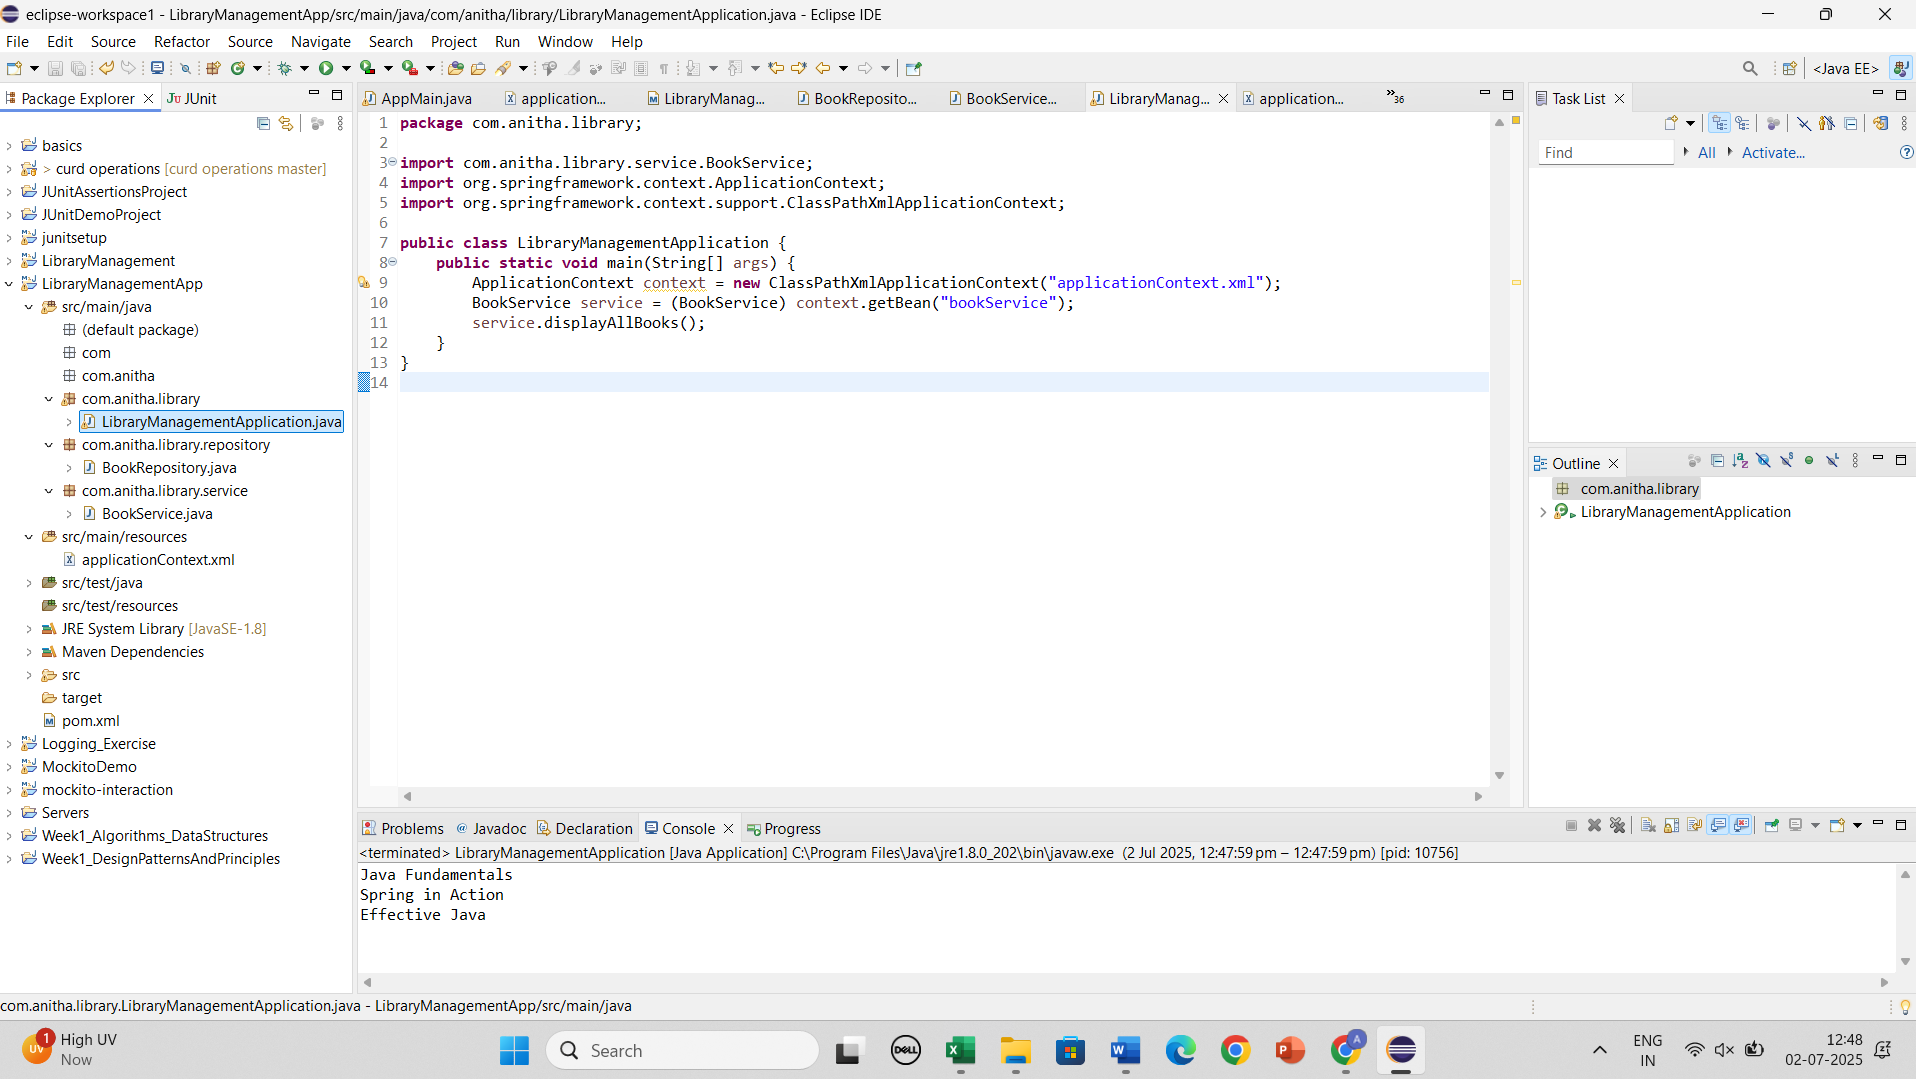 eclipse-workspace1 - LibraryManagementApp/src/main/java/com/anitha/library/LibraryManagementApplication.java - Eclipse IDE
File Edit Source Refactor Source Navigate Search Project Run Window Help
<Java EE>
Package Explorer
JUnit
basics
> curd operations [curd operations master]
JUnitAssertionsProject
JUnitDemoProject
junitsetup
LibraryManagement
LibraryManagementApp
src/main/java
(default package)
com
com.anitha
com.anitha.library
LibraryManagementApplication.java
com.anitha.library.repository
BookRepository.java
com.anitha.library.service
BookService.java
src/main/resources
applicationContext.xml
src/test/java
src/test/resources
JRE System Library [JavaSE-1.8]
Maven Dependencies
src
target
pom.xml
Logging_Exercise
MockitoDemo
mockito-interaction
Servers
Week1_Algorithms_DataStructures
Week1_DesignPatternsAndPrinciples
AppMain.java application... LibraryManag... BookReposito... BookService... LibraryManag... application... »36
1 package com.anitha.library;
2
3 import com.anitha.library.service.BookService;
4 import org.springframework.context.ApplicationContext;
5 import org.springframework.context.support.ClassPathXmlApplicationContext;
6
7 public class LibraryManagementApplication {
8 public static void main(String[] args) {
9 ApplicationContext context = new ClassPathXmlApplicationContext("applicationContext.xml");
10 BookService service = (BookService) context.getBean("bookService");
11 service.displayAllBooks();
12 }
13 }
14
Task List
Find All Activate...
Outline
com.anitha.library
LibraryManagementApplication
Problems @ Javadoc Declaration Console Progress
<terminated> LibraryManagementApplication [Java Application] C:\Program Files\Java\jre1.8.0_202\bin\javaw.exe (2 Jul 2025, 12:47:59 pm – 12:47:59 pm) [pid: 10756]
Java Fundamentals
Spring in Action
Effective Java
com.anitha.library.LibraryManagementApplication.java - LibraryManagementApp/src/main/java
UV
1
High UV
Now
Search
DELL
X
W
P
A
ENG
IN
12:48
02-07-2025